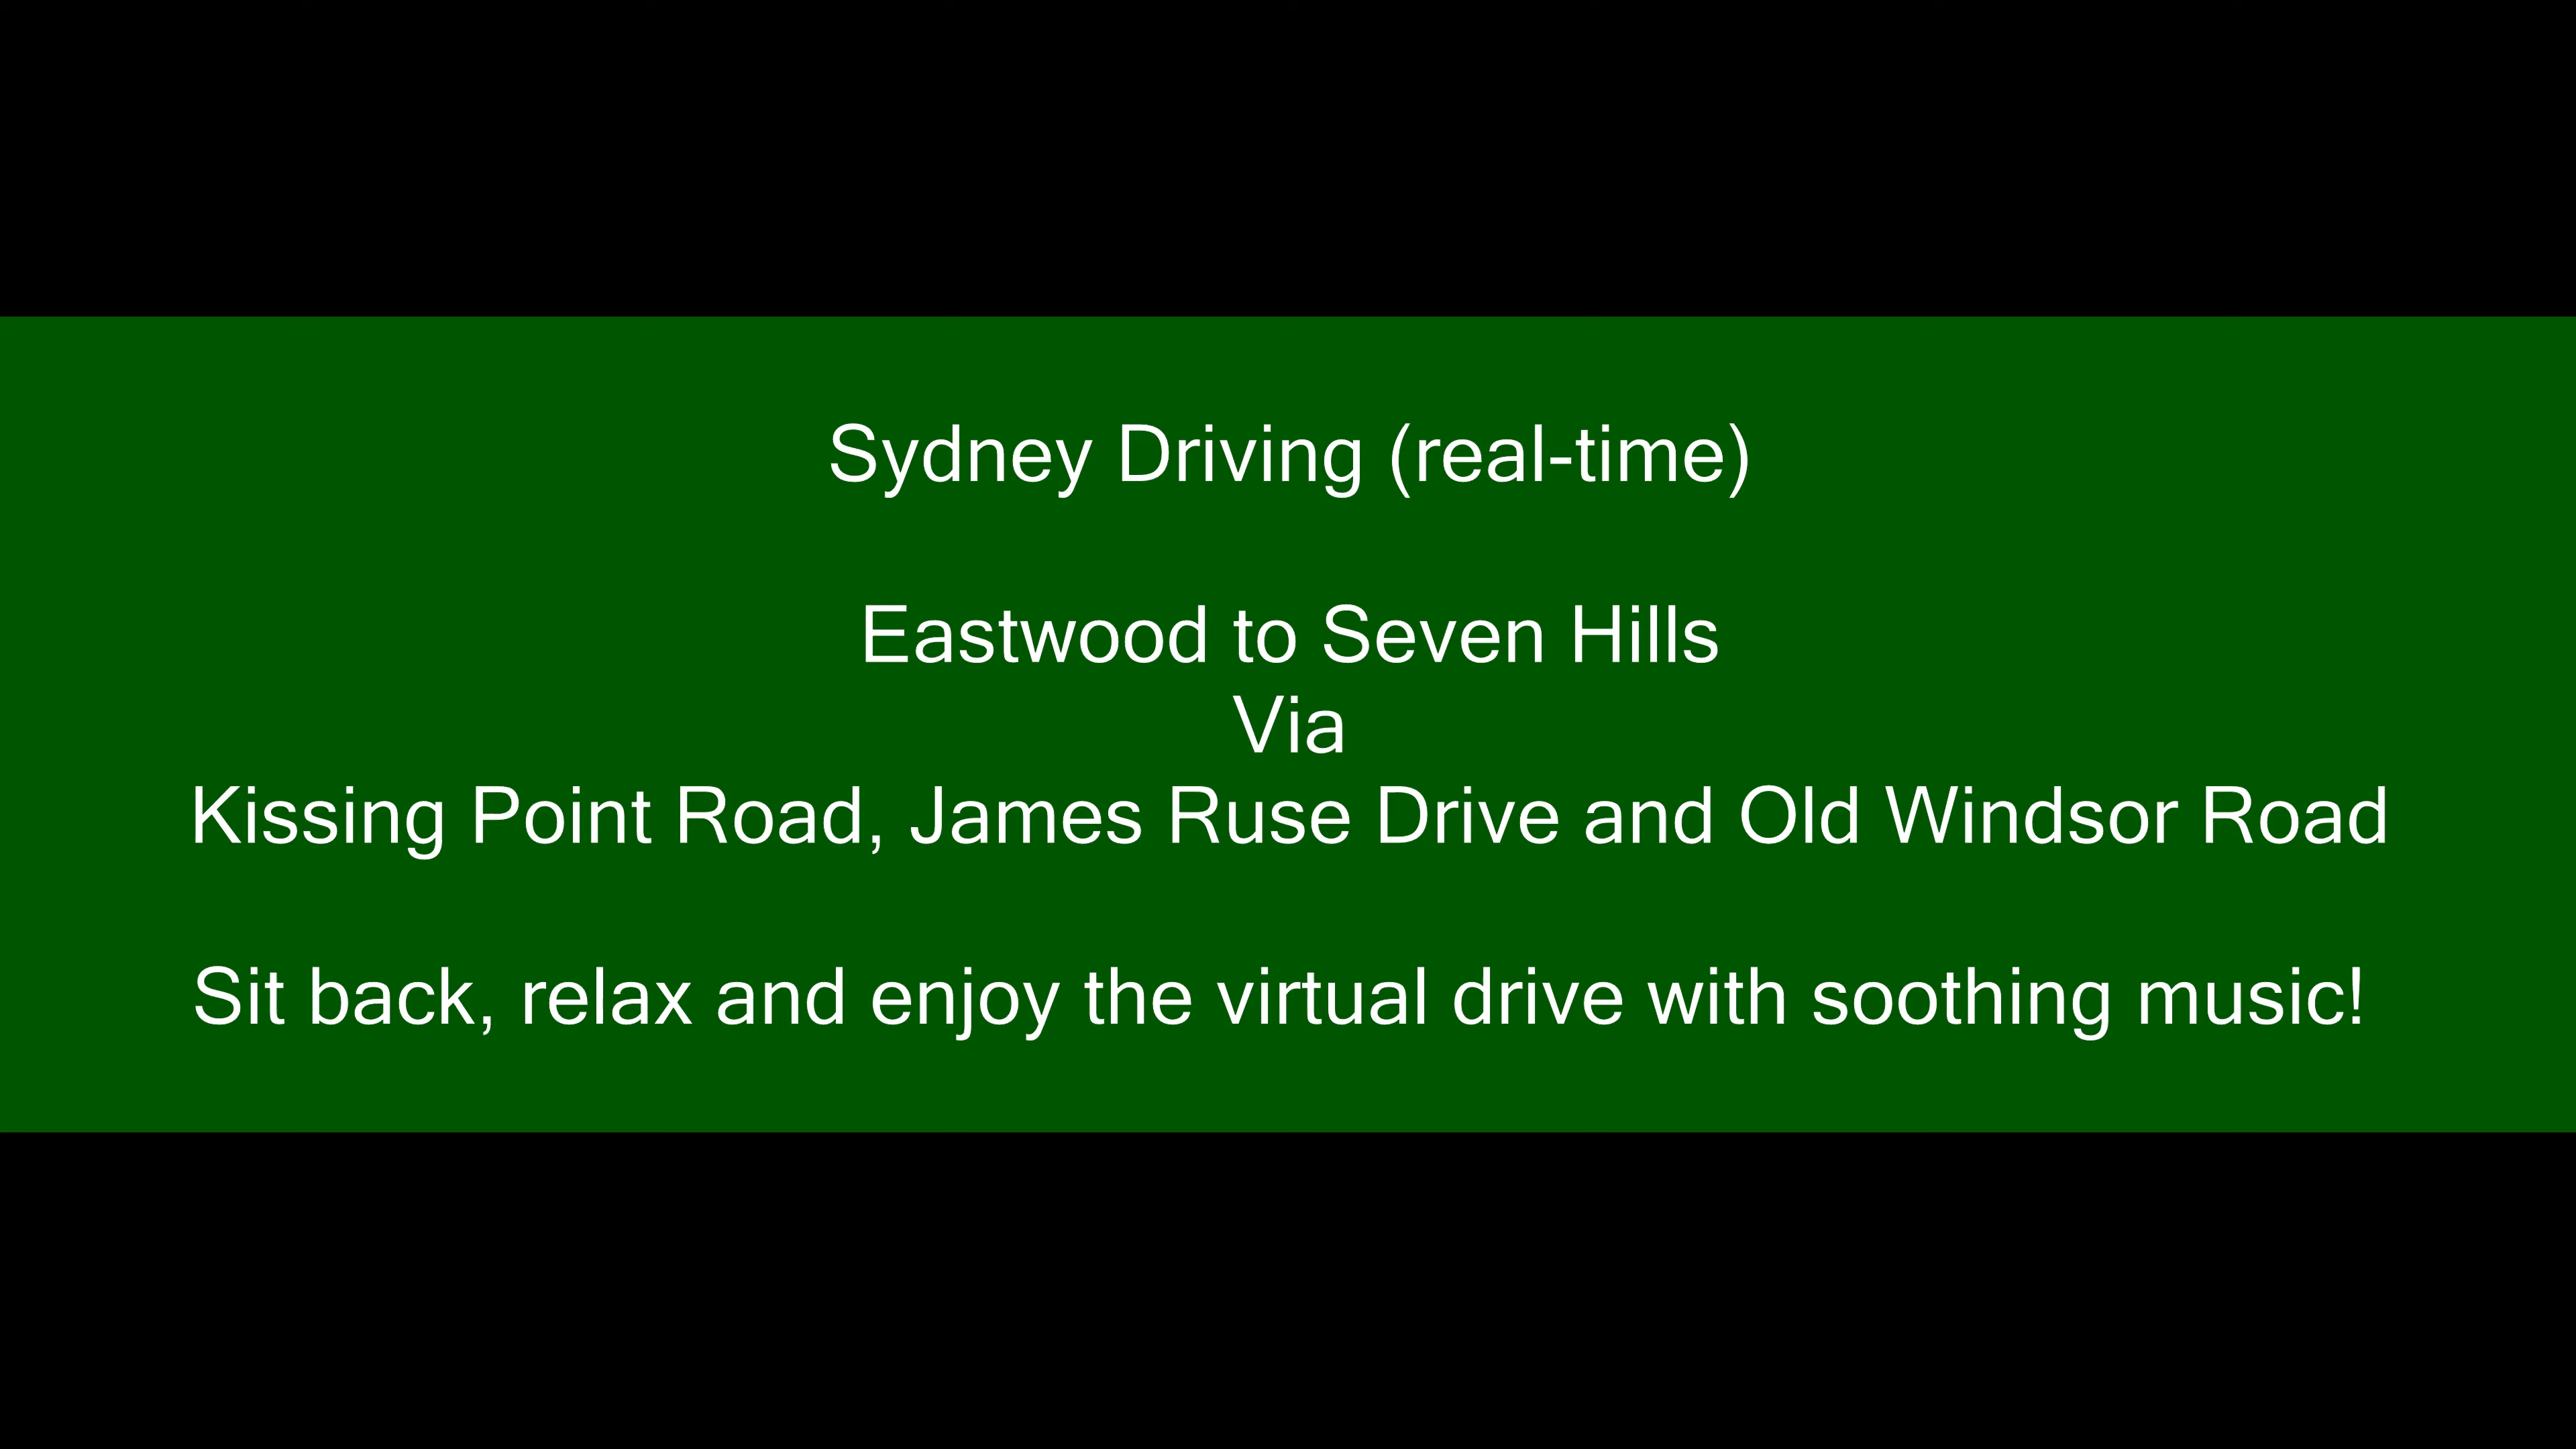 Sydney Driving (real-time)
Eastwood to Seven Hills
Via
Kissing Point Road, James Ruse Drive and Old Windsor Road
Sit back, relax and enjoy the virtual drive with soothing music!